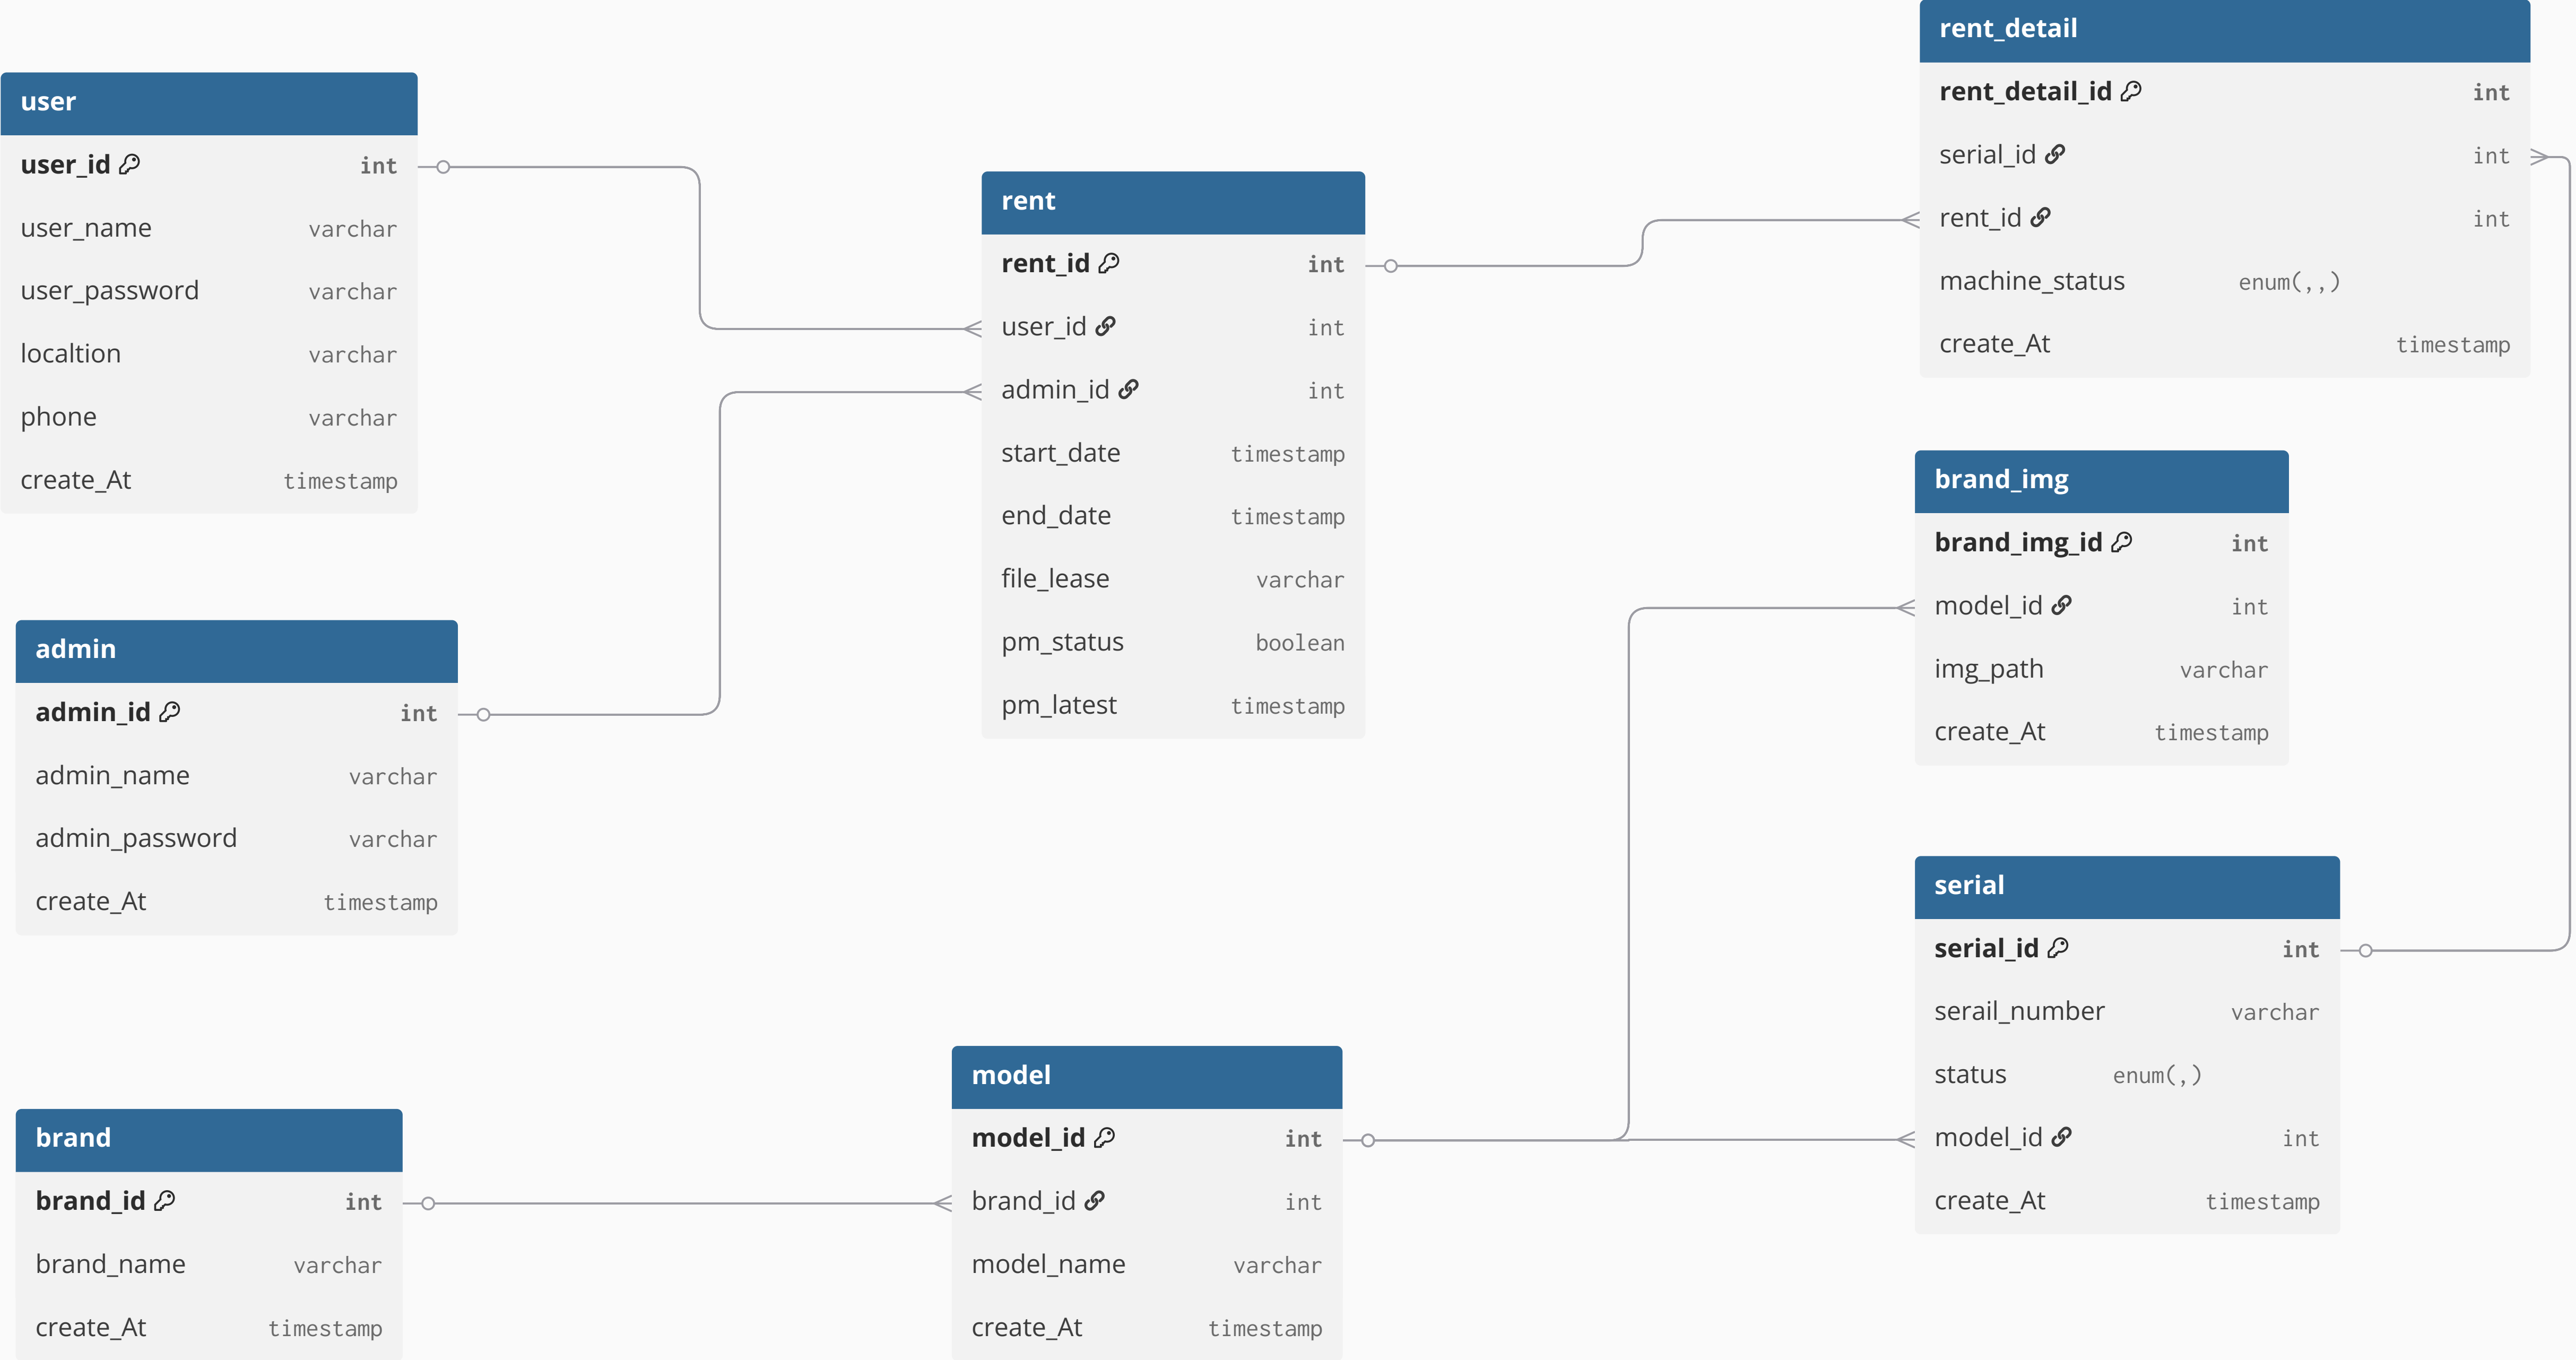 user
user_id int
user_name varchar
user_password varchar
localtion varchar
phone varchar
create_At timestamp
admin
admin_id int
admin_name varchar
admin_password varchar
create_At timestamp
brand
brand_id int
brand_name varchar
create_At timestamp
rent
rent_id int
user_id int
admin_id int
start_date timestamp
end_date timestamp
file_lease varchar
pm_status boolean
pm_latest timestamp
model
model_id int
brand_id int
model_name varchar
create_At timestamp
rent_detail
rent_detail_id int
serial_id int
rent_id int
machine_status enum(,,)
create_At timestamp
brand_img
brand_img_id int
model_id int
img_path varchar
create_At timestamp
serial
serial_id int
serail_number varchar
status enum(,)
model_id int
create_At timestamp